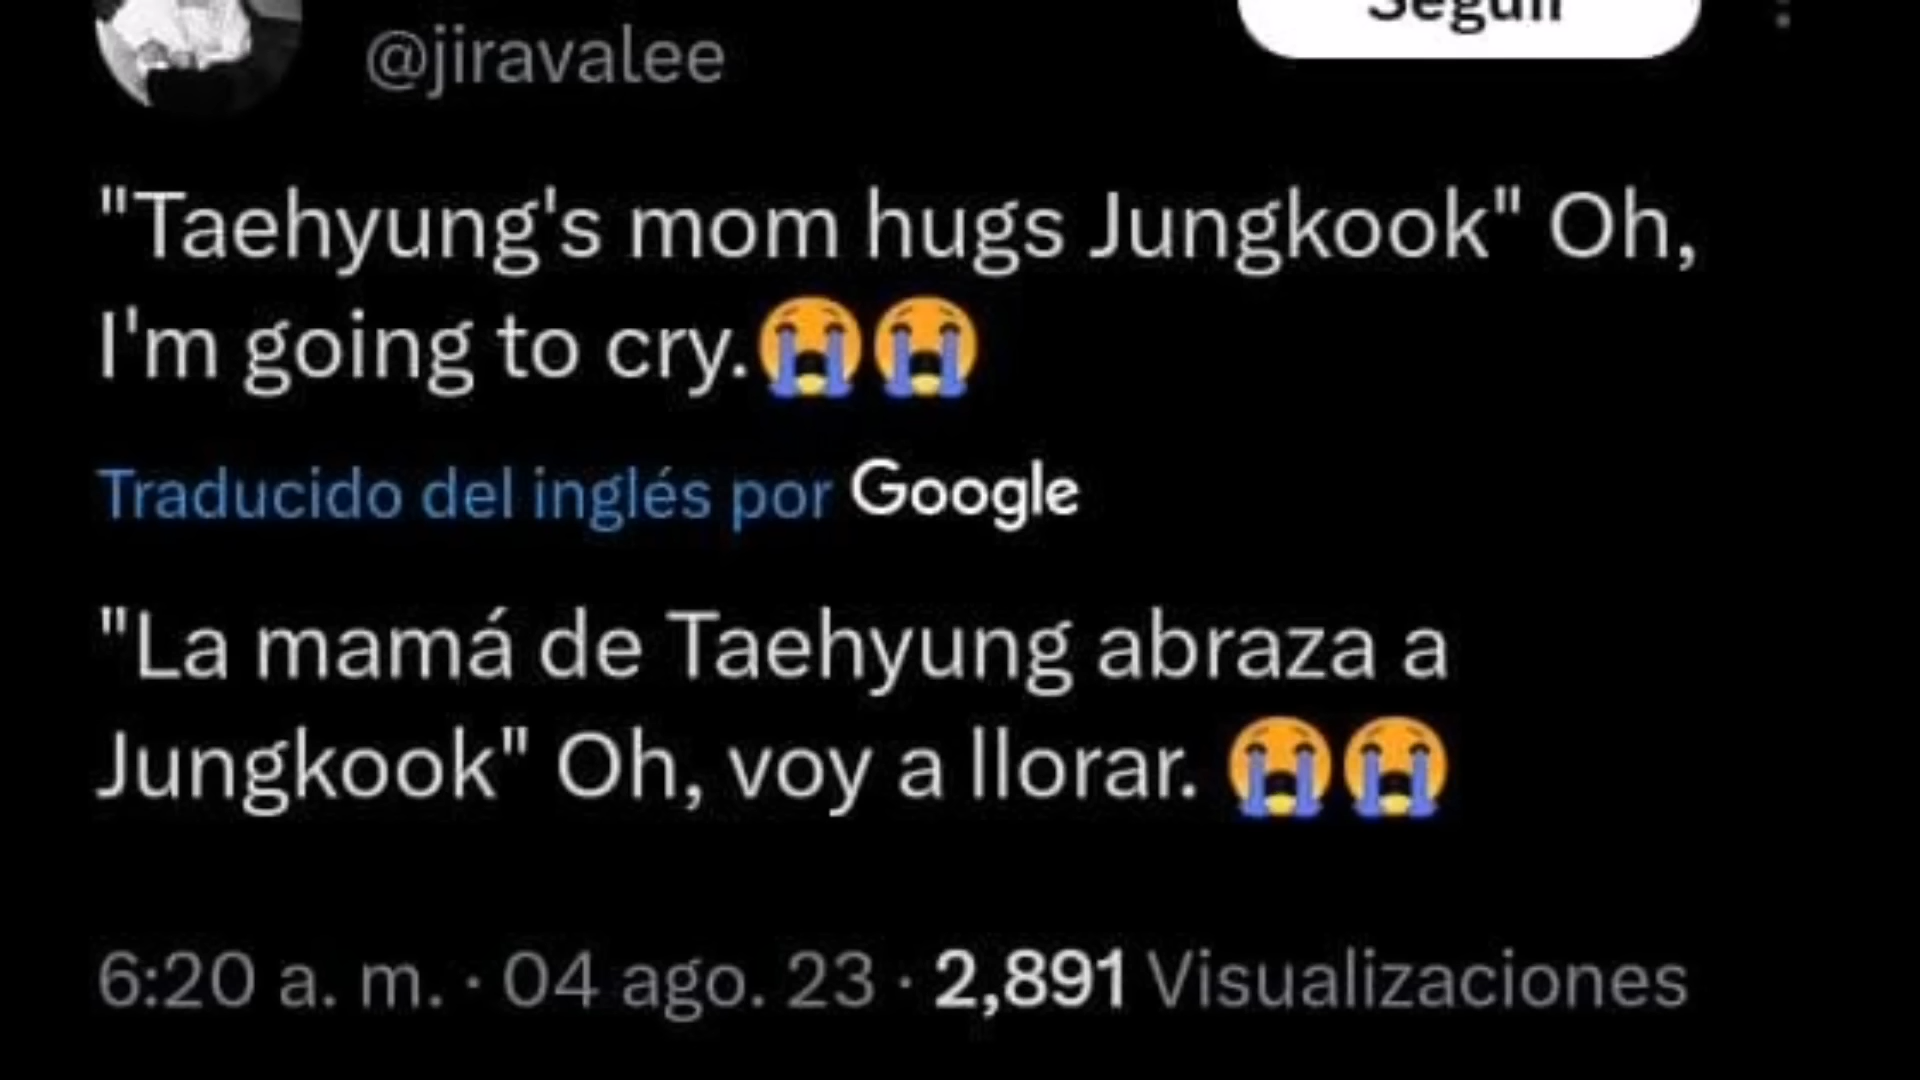 Seguir
@jiravalee
"Taehyung's mom hugs Jungkook" Oh,
I'm going to cry.😭😭
Traducido del inglés por Google
"La mamá de Taehyung abraza a
Jungkook" Oh, voy a llorar. 😭😭
6:20 a. m. · 04 ago. 23 · 2,891 Visualizaciones